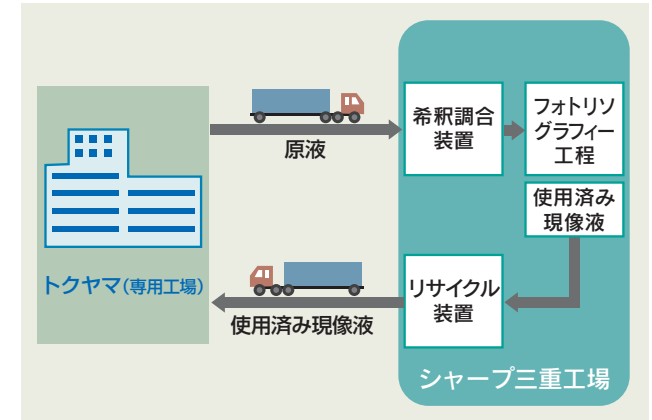 原液
希釈調合
装置
フォトリソ
グラフィー
工程
使用済み
現像液
トクヤマ(専用工場)
リサイクル
装置
使用済み現像液
シャープ三重工場